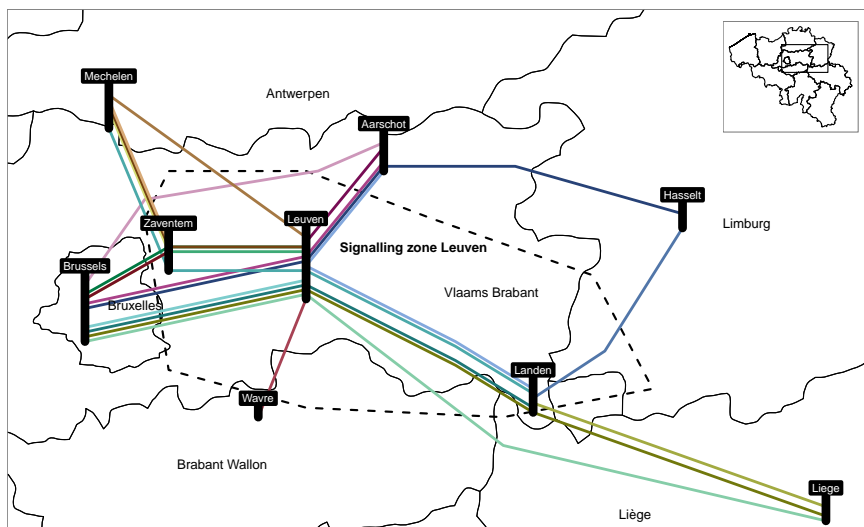 Mechelen
Antwerpen
Aarschot
Hasselt
Leuven
Zaventem
Limburg
Signalling zone Leuven
Brussels
Vlaams Brabant
Bruxelles
Landen
Wavre
Brabant Wallon
Liege
Liège